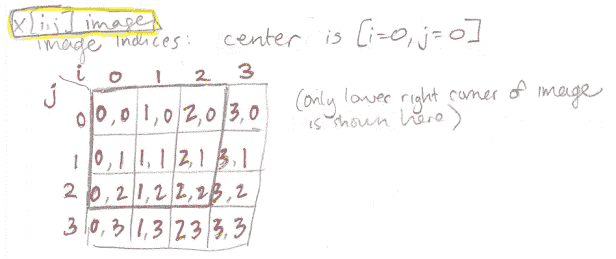 x[i,j] image
image indices: center is [i=0, j=0]
i 0 1 2 3
j
0 0,0 1,0 2,0 3,0
(only lower right corner of image
is shown here)
1 0,1 1,1 2,1 3,1
2 0,2 1,2 2,2 3,2
3 0,3 1,3 23 3,3